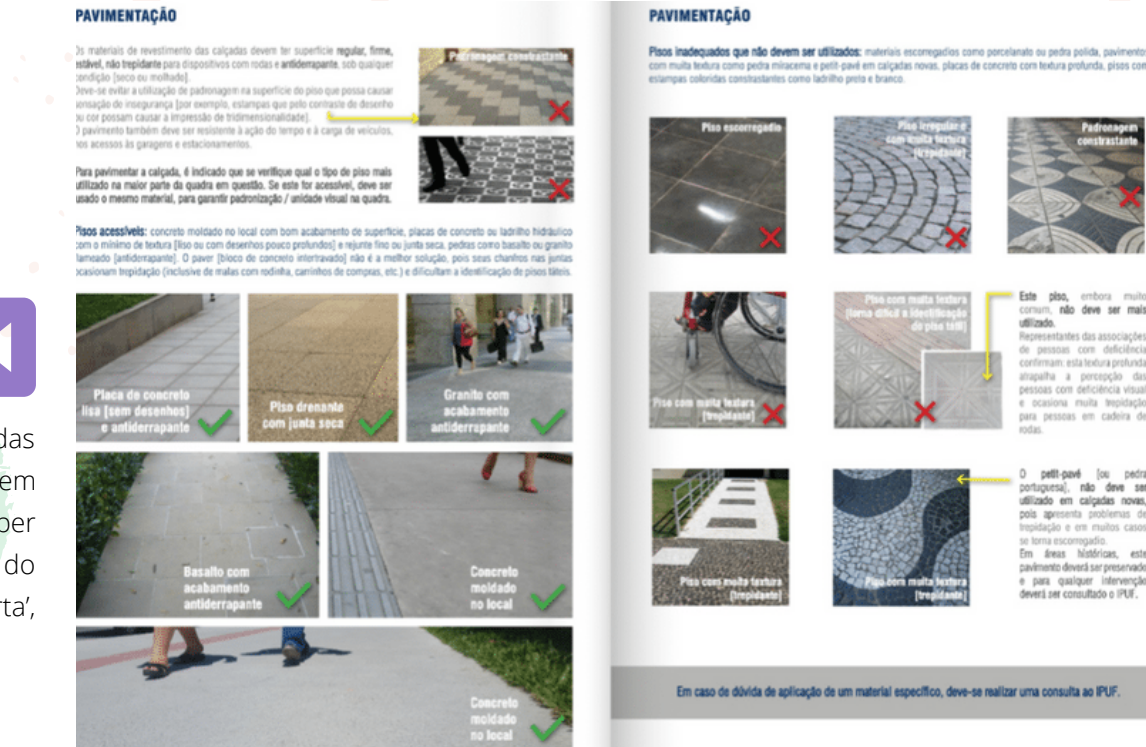 das
em
per
do
rta’,
PAVIMENTAÇÃO
Os materiais de revestimento das calçadas devem ter superfície regular, firme,
estável, não trepidante para dispositivos com rodas e antiderrapante, sob qualquer
condição [seco ou molhado].
Deve-se evitar a utilização de padronagem na superfície do piso que possa causar
sensação de insegurança [por exemplo, estampas que pelo contraste de desenho
ou cor possam causar a impressão de tridimensionalidade].
O pavimento também deve ser resistente à ação do tempo e à carga de veículos,
nos acessos às garagens e estacionamentos.
Para pavimentar a calçada, é indicado que se verifique qual o tipo de piso mais
utilizado na maior parte da quadra em questão. Se este for acessível, deve ser
usado o mesmo material, para garantir padronização / unidade visual na quadra.
Padronagem constrastante
Pisos acessíveis: concreto moldado no local com bom acabamento de superfície, placas de concreto ou ladrilho hidráulico
com o mínimo de textura [liso ou com desenhos pouco profundos] e rejunte fino ou junta seca, pedras como basalto ou granito
flameado [antiderrapante]. O paver [bloco de concreto intertravado] não é a melhor solução, pois seus chanfros nas juntas
ocasionam trepidação (inclusive de malas com rodinha, carrinhos de compras, etc.) e dificultam a identificação de pisos táteis.
Placa de concreto
lisa [sem desenhos]
e antiderrapante
Piso drenante
com junta seca
Granito com
acabamento
antiderrapante
Basalto com
acabamento
antiderrapante
Concreto
moldado
no local
Concreto
moldado
no local
PAVIMENTAÇÃO
Pisos inadequados que não devem ser utilizados: materiais escorregadios como porcelanato ou pedra polida, pavimentos
com muita textura como pedra miracema e petit-pavé em calçadas novas, placas de concreto com textura profunda, pisos com
estampas coloridas constrastantes como ladrilho preto e branco.
Piso escorregadio
Piso irregular e
com muita textura
[trepidante]
Padronagem
constrastante
Piso com muita textura
[trepidante]
Piso com muita textura
[torna difícil a identificação
do piso tátil]
Este piso, embora muito
comum, não deve ser mais
utilizado.
Representantes das associações
de pessoas com deficiência
confirmam: esta textura profunda
atrapalha a percepção das
pessoas com deficiência visual
e ocasiona muita trepidação
para pessoas em cadeira de
rodas.
Piso com muita textura
[trepidante]
Piso com muita textura
[trepidante]
O petit-pavé [ou pedra
portuguesa], não deve ser
utilizado em calçadas novas,
pois apresenta problemas de
trepidação e em muitos casos
se torna escorregadio.
Em áreas históricas, este
pavimento deverá ser preservado
e para qualquer intervenção
deverá ser consultado o IPUF.
Em caso de dúvida de aplicação de um material específico, deve-se realizar uma consulta ao IPUF.